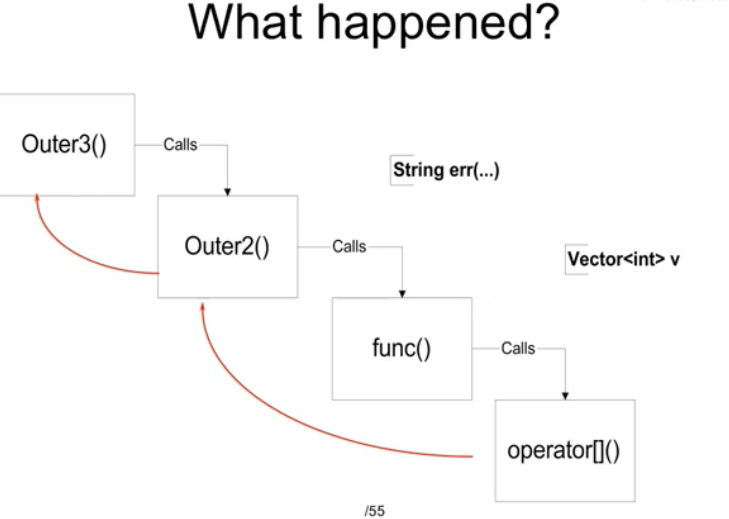 What happened?
Outer3()
Calls
String err(...)
Outer2()
Calls
Vector<int> v
func()
Calls
operator[]()
/55